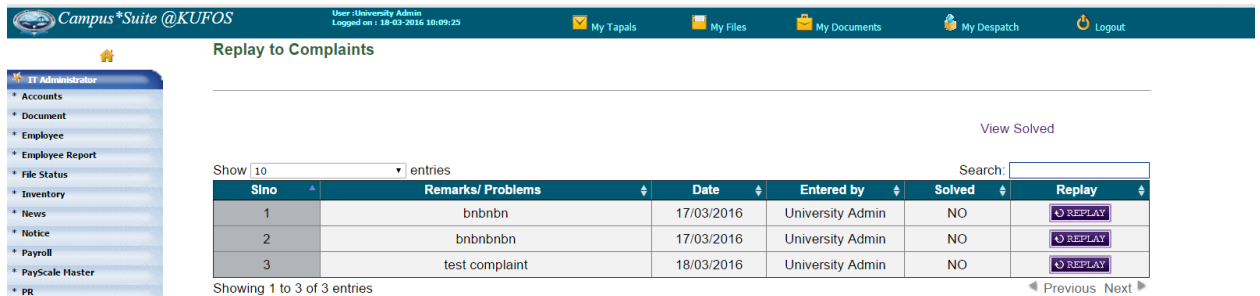 Campus*Suite @KUFOS
User :University Admin
Logged on : 18-03-2016 10:09:25
My Tapals
My Files
My Documents
My Despatch
Logout
Replay to Complaints
IT Administrator
* Accounts
* Document
* Employee
* Employee Report
* File Status
* Inventory
* News
* Notice
* Payroll
* PayScale Master
* PR
View Solved
Show 10 entries
Search:
Slno Remarks/ Problems Date Entered by Solved Replay
1 bnbnbn 17/03/2016 University Admin NO REPLAY
2 bnbnbnbn 17/03/2016 University Admin NO REPLAY
3 test complaint 18/03/2016 University Admin NO REPLAY
Showing 1 to 3 of 3 entries
Previous Next